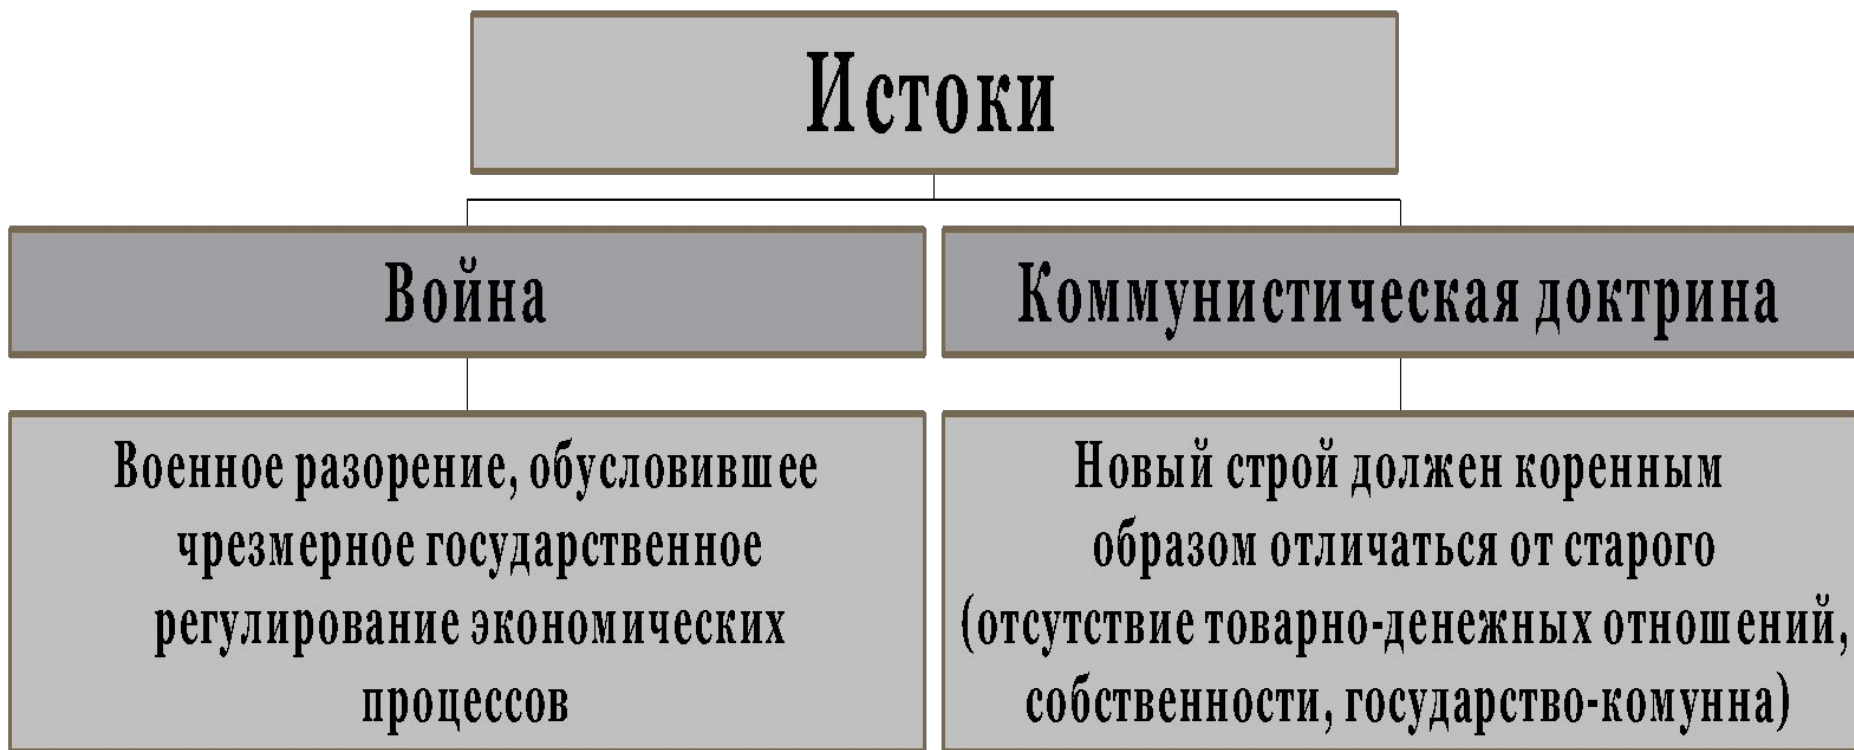 Истоки
Война
Коммунистическая доктрина
Военное разорение, обусловившее
чрезмерное государственное
регулирование экономических
процессов
Новый строй должен коренным
образом отличаться от старого
(отсутствие товарно-денежных отношений,
собственности, государство-комунна)